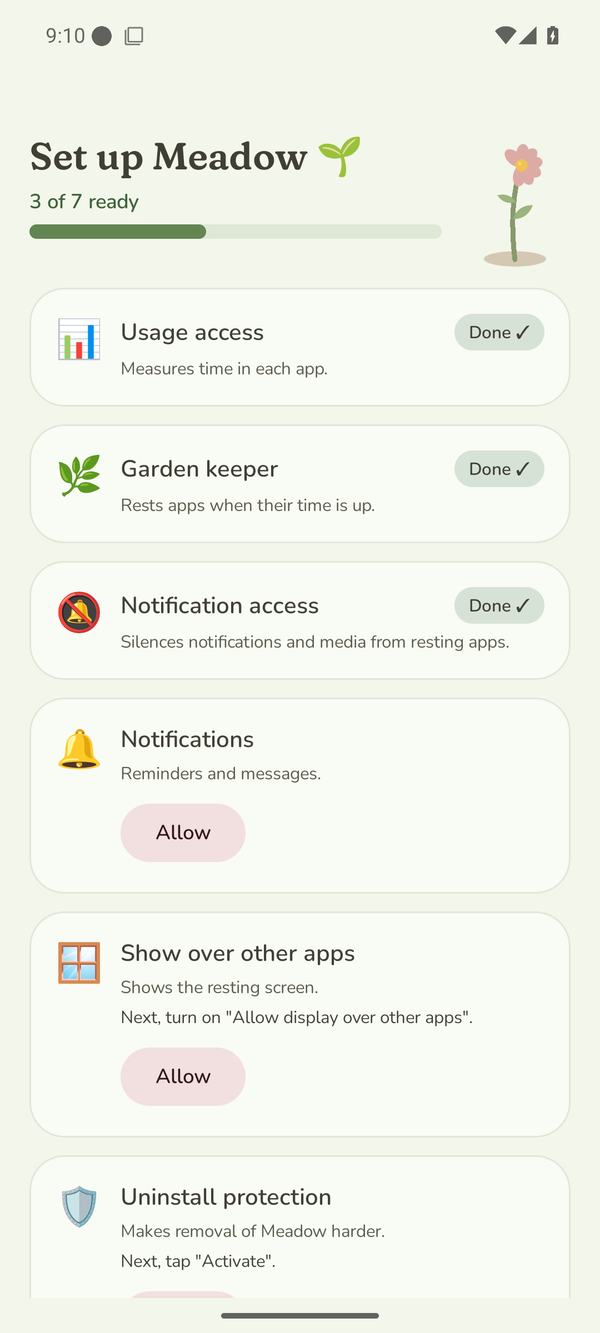 9:10
Set up Meadow 🌱
3 of 7 ready
Usage access
Done ✓
Measures time in each app.
Garden keeper
Done ✓
Rests apps when their time is up.
Notification access
Done ✓
Silences notifications and media from resting apps.
Notifications
Reminders and messages.
Allow
Show over other apps
Shows the resting screen.
Next, turn on "Allow display over other apps".
Allow
Uninstall protection
Makes removal of Meadow harder.
Next, tap "Activate".